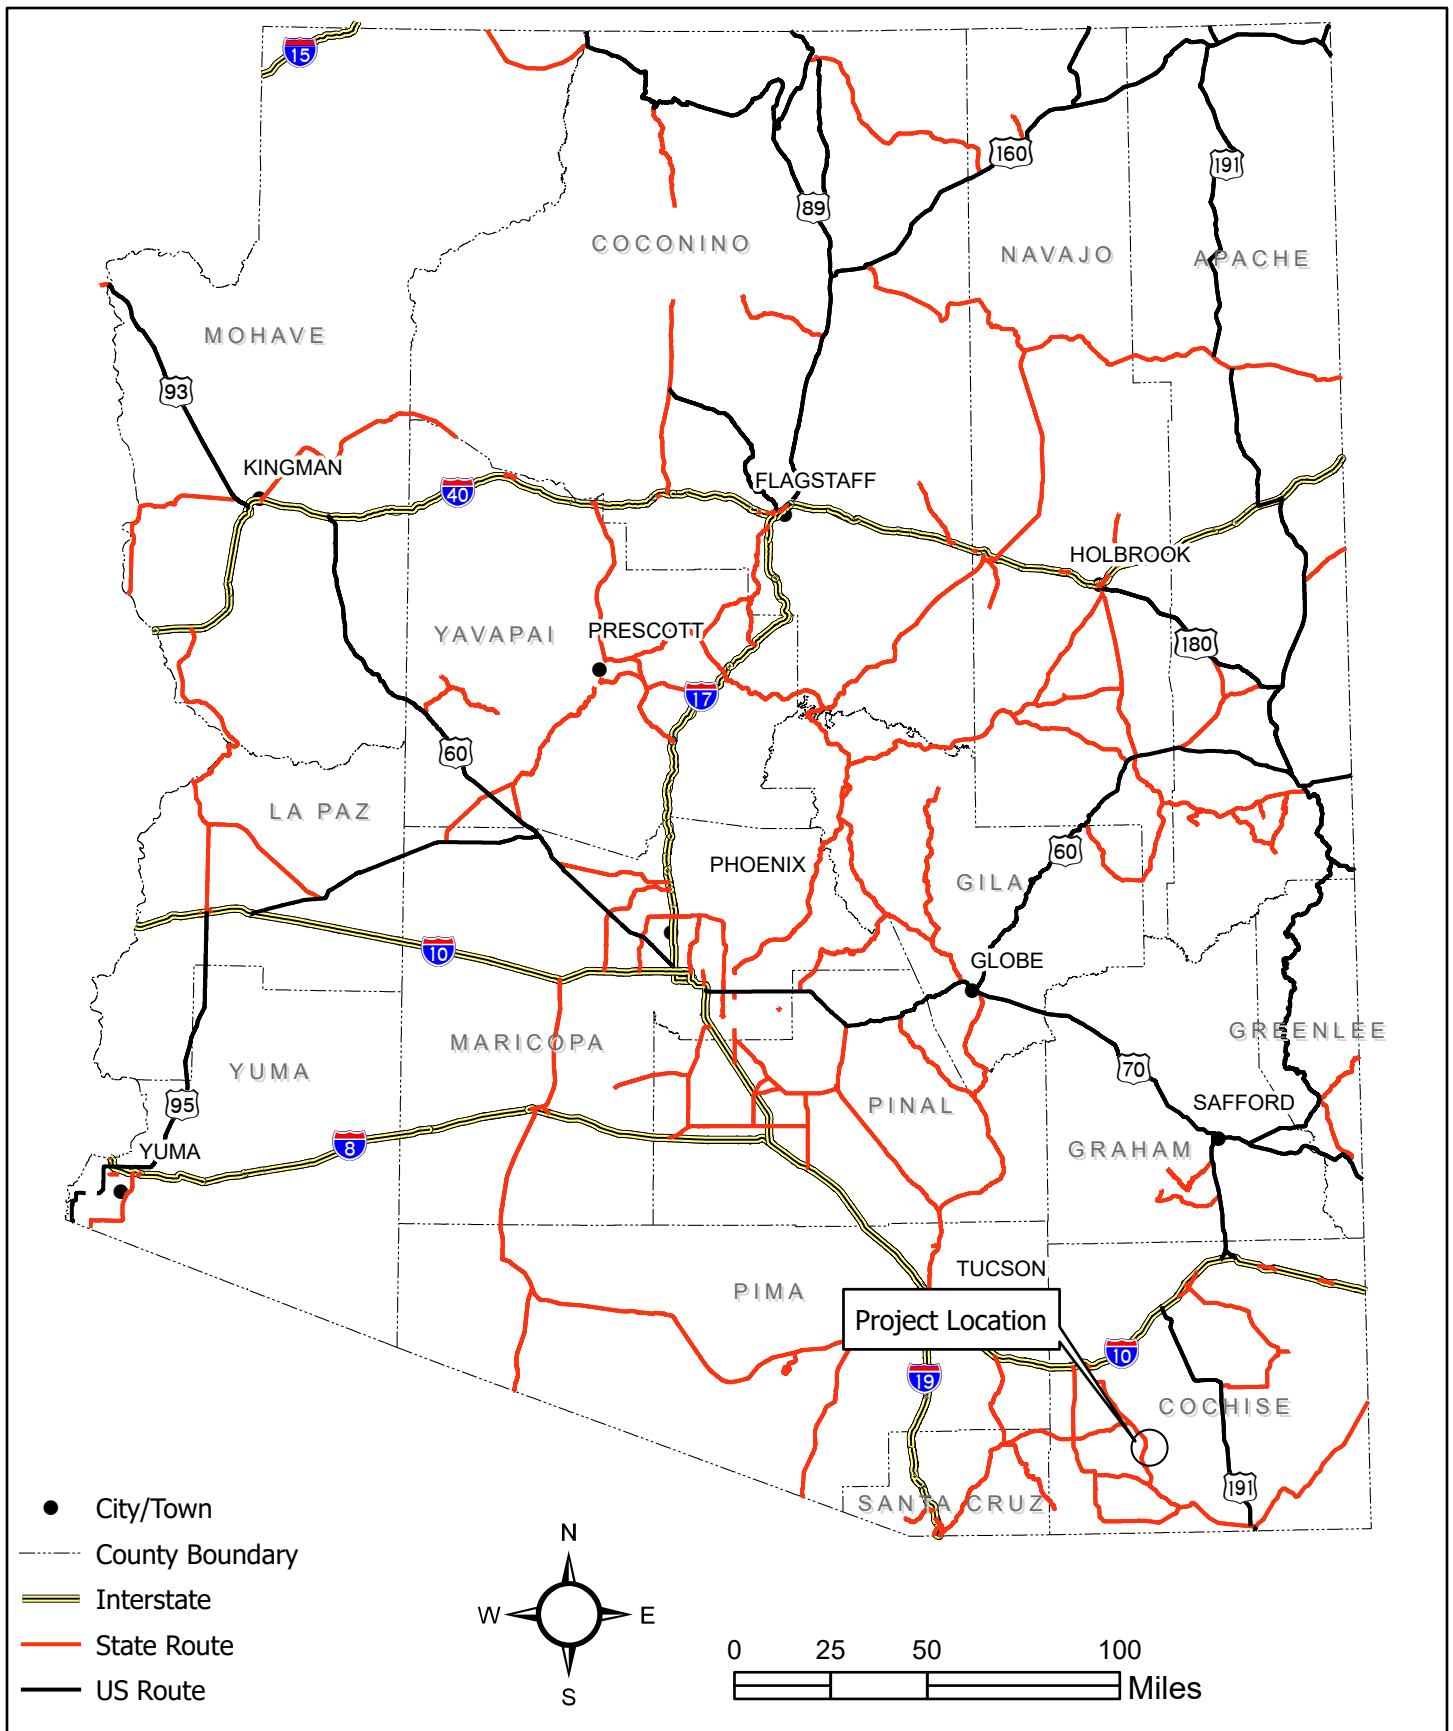 15
160
191
89
COCONINO
NAVAJO
APACHE
MOHAVE
93
KINGMAN
FLAGSTAFF
40
HOLBROOK
YAVAPAI
PRESCOTT
180
17
60
LA PAZ
PHOENIX
60
GILA
10
GLOBE
GREENLEE
MARICOPA
YUMA
70
95
PINAL
SAFFORD
8
YUMA
GRAHAM
TUCSON
PIMA
Project Location
10
19
COCHISE
191
SANTA CRUZ
City/Town
County Boundary
Interstate
State Route
US Route
N
W
E
S
0 25 50 100
Miles